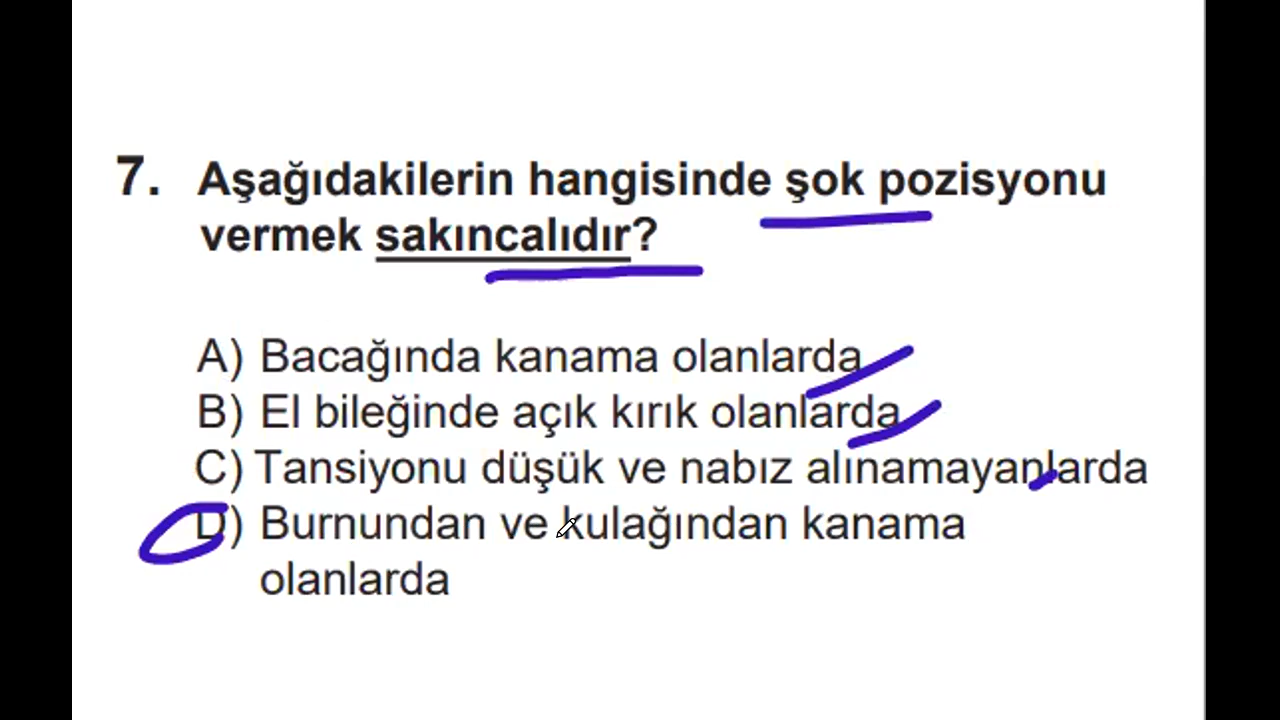 7. Aşağıdakilerin hangisinde şok pozisyonu
vermek sakıncalıdır?
A) Bacağında kanama olanlarda
B) El bileğinde açık kırık olanlarda
C) Tansiyonu düşük ve nabız alınamayanlarda
D) Burnundan ve kulağından kanama
olanlarda